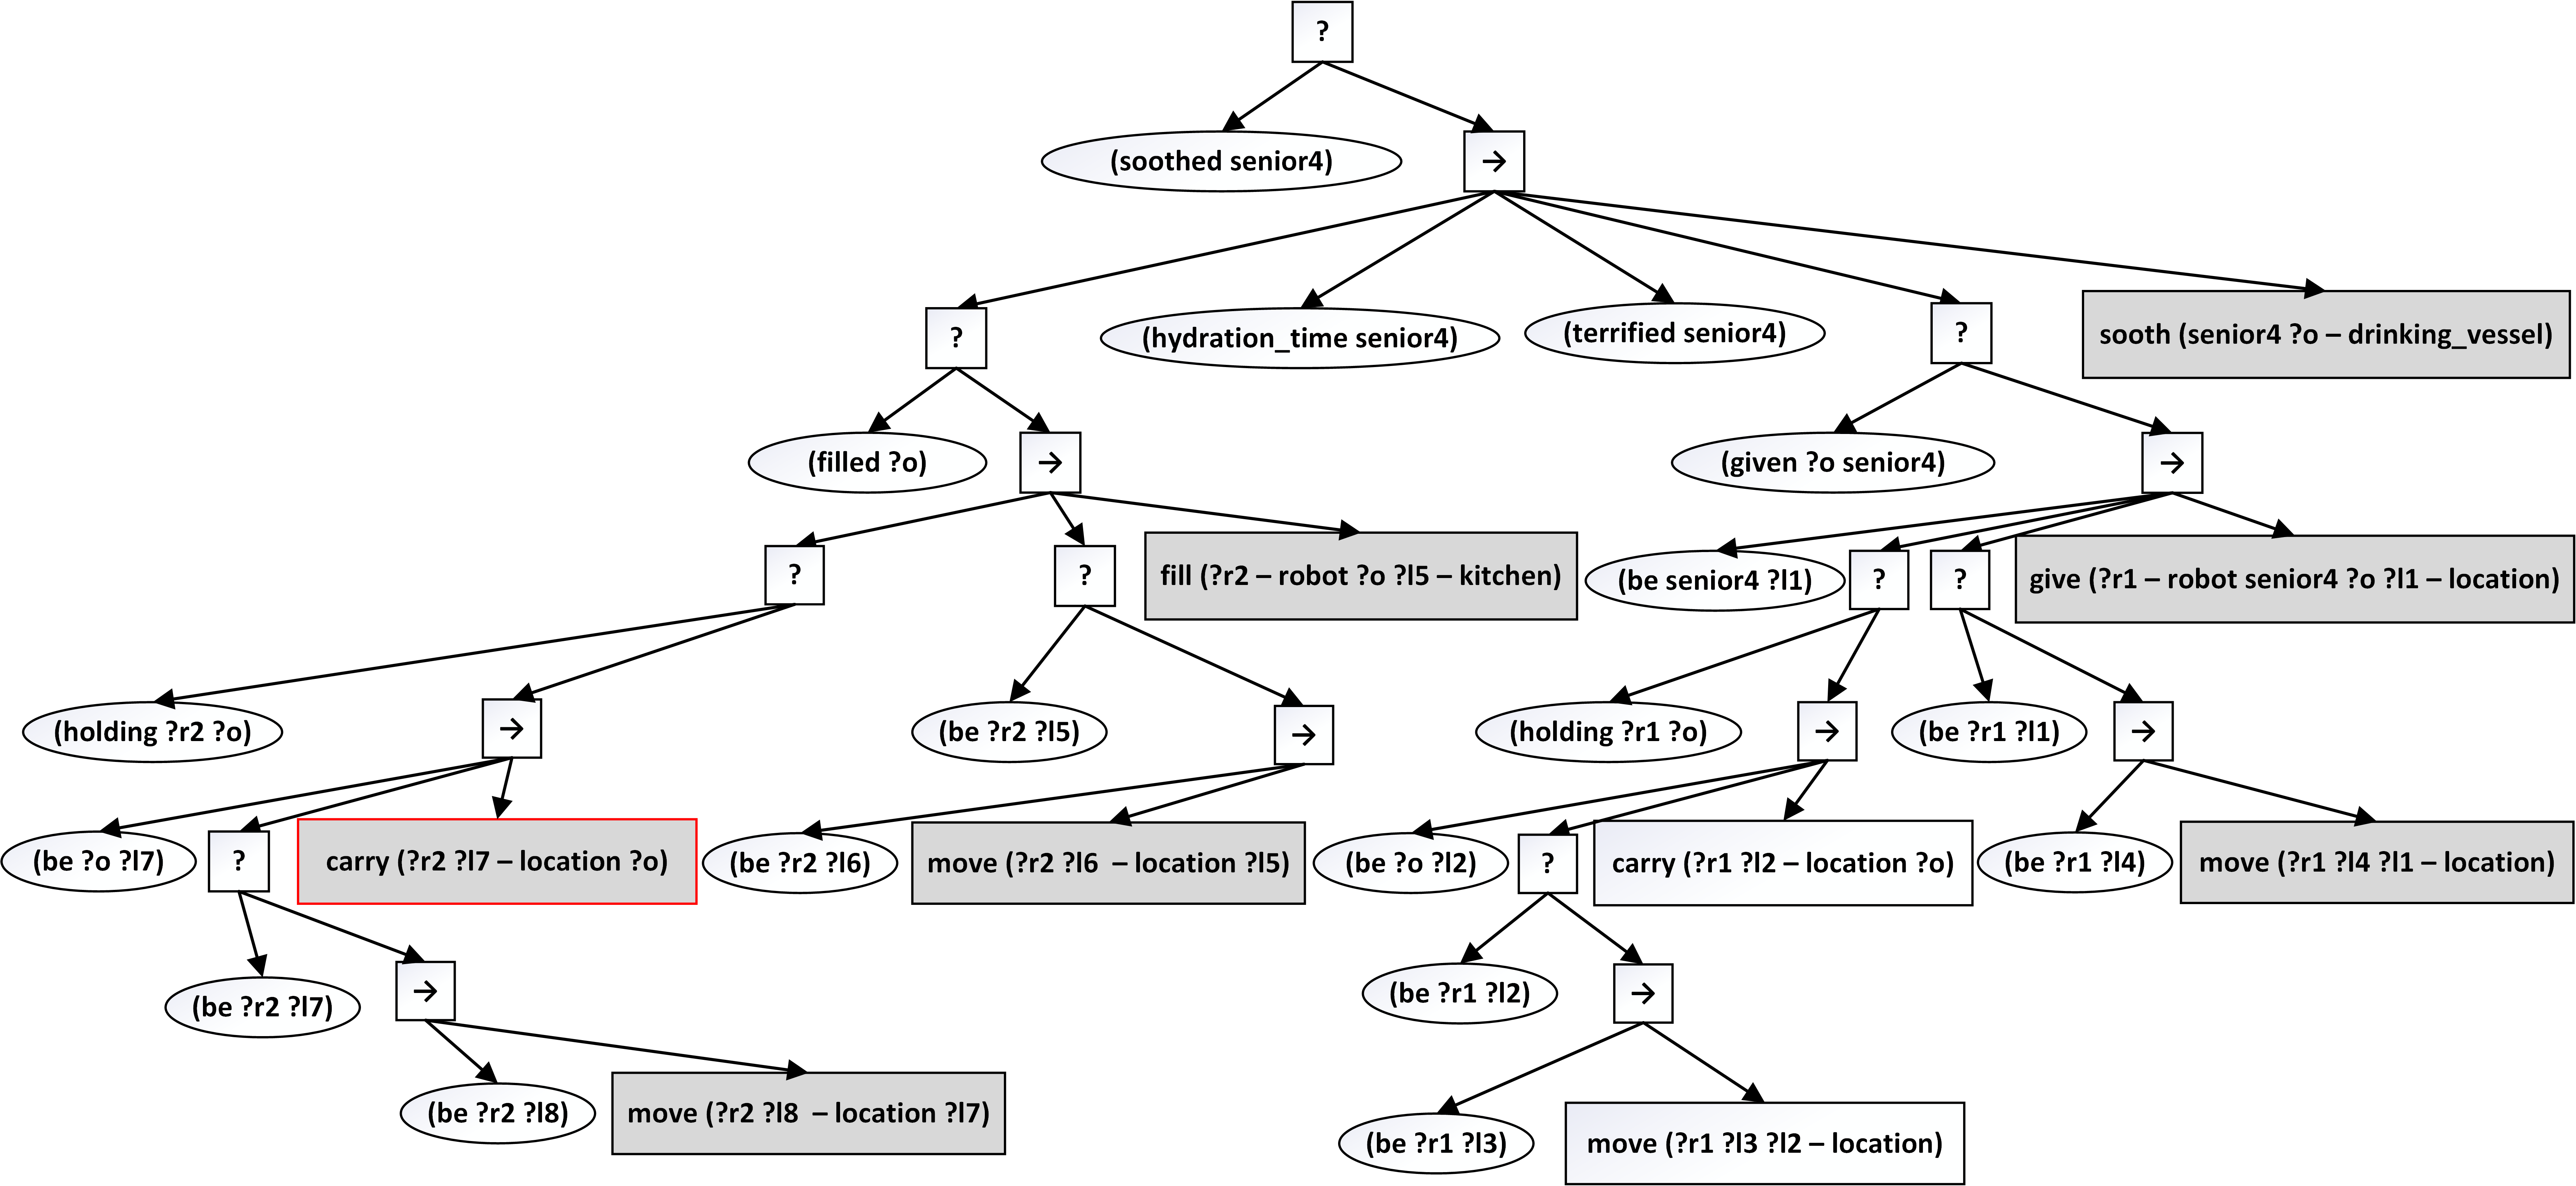 ?
(soothed senior4)
→
?
(hydration_time senior4)
(terrified senior4)
?
sooth (senior4 ?o – drinking_vessel)
(filled ?o)
→
(given ?o senior4)
→
?
?
fill (?r2 – robot ?o ?l5 – kitchen)
(be senior4 ?l1)
?
?
give (?r1 – robot senior4 ?o ?l1 – location)
(holding ?r2 ?o)
→
(be ?r2 ?l5)
→
(holding ?r1 ?o)
→
(be ?r1 ?l1)
→
(be ?o ?l7)
?
carry (?r2 ?l7 – location ?o)
(be ?r2 ?l6)
move (?r2 ?l6 – location ?l5)
(be ?o ?l2)
?
carry (?r1 ?l2 – location ?o)
(be ?r1 ?l4)
move (?r1 ?l4 ?l1 – location)
(be ?r2 ?l7)
→
(be ?r1 ?l2)
→
(be ?r2 ?l8)
move (?r2 ?l8 – location ?l7)
(be ?r1 ?l3)
move (?r1 ?l3 ?l2 – location)